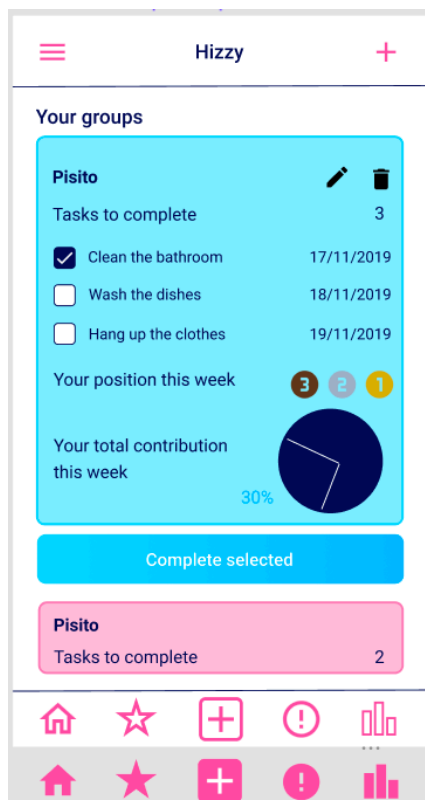 Hizzy
Your groups
Pisito
Tasks to complete 3
Clean the bathroom 17/11/2019
Wash the dishes 18/11/2019
Hang up the clothes 19/11/2019
Your position this week 3 2 1
Your total contribution
this week
30%
Complete selected
Pisito
Tasks to complete 2